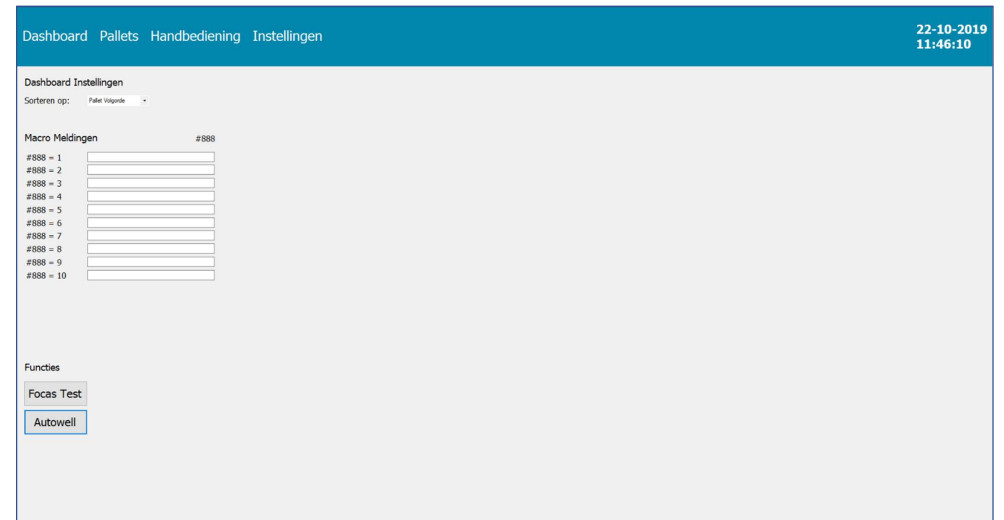 Dashboard Pallets Handbediening Instellingen
22-10-2019
11:46:10
Dashboard Instellingen
Sorteren op: Pallet Volgorde
Macro Meldingen #888
#888 = 1
#888 = 2
#888 = 3
#888 = 4
#888 = 5
#888 = 6
#888 = 7
#888 = 8
#888 = 9
#888 = 10
Functies
Focas Test
Autowell